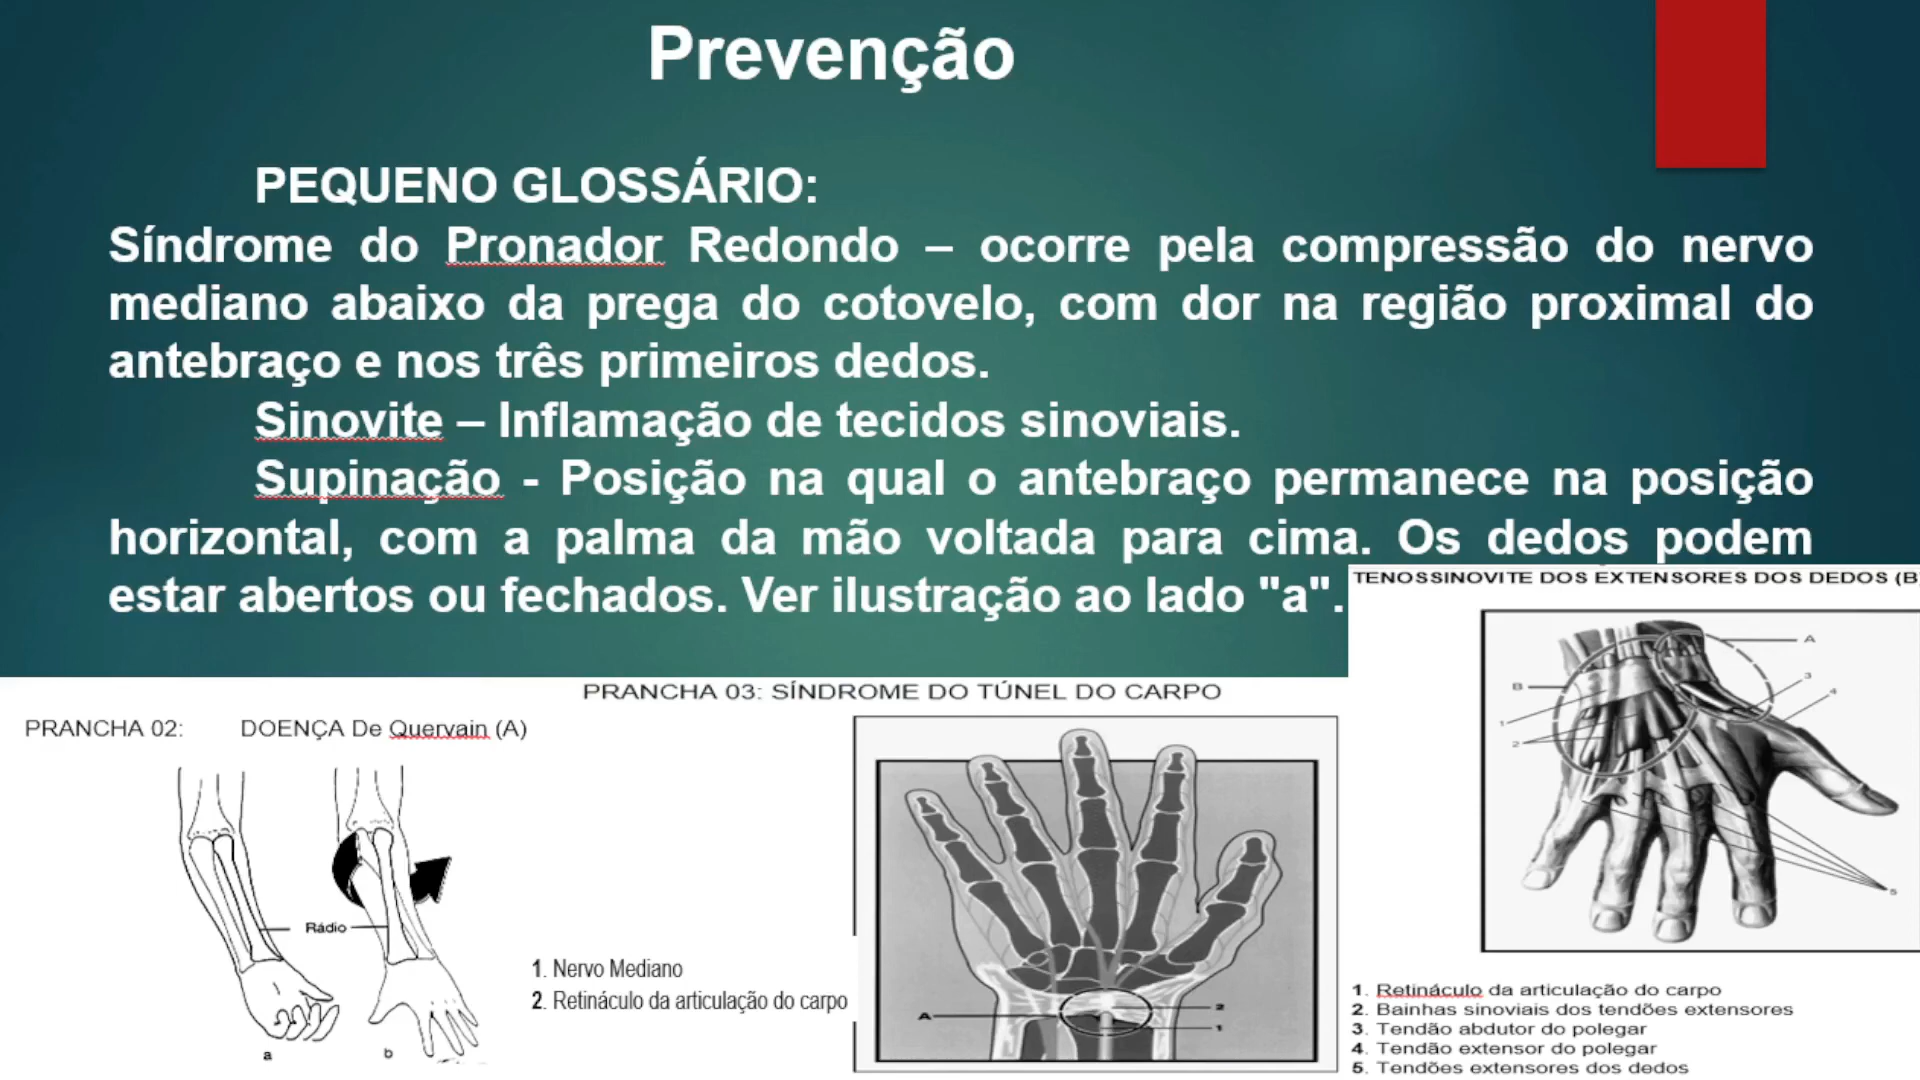 Prevenção
PEQUENO GLOSSÁRIO:
Síndrome do Pronador Redondo – ocorre pela compressão do nervo
mediano abaixo da prega do cotovelo, com dor na região proximal do
antebraço e nos três primeiros dedos.
Sinovite – Inflamação de tecidos sinoviais.
Supinação - Posição na qual o antebraço permanece na posição
horizontal, com a palma da mão voltada para cima. Os dedos podem
estar abertos ou fechados. Ver ilustração ao lado "a".
PRANCHA 02: DOENÇA De Quervain (A)
Rádio
a
b
PRANCHA 03: SÍNDROME DO TÚNEL DO CARPO
1. Nervo Mediano
2. Retináculo da articulação do carpo
A
2
1
TENOSSINOVITE DOS EXTENSORES DOS DEDOS (B
A
B
3
4
1
2
5
1. Retináculo da articulação do carpo
2. Bainhas sinoviais dos tendões extensores
3. Tendão abdutor do polegar
4. Tendão extensor do polegar
5. Tendões extensores dos dedos